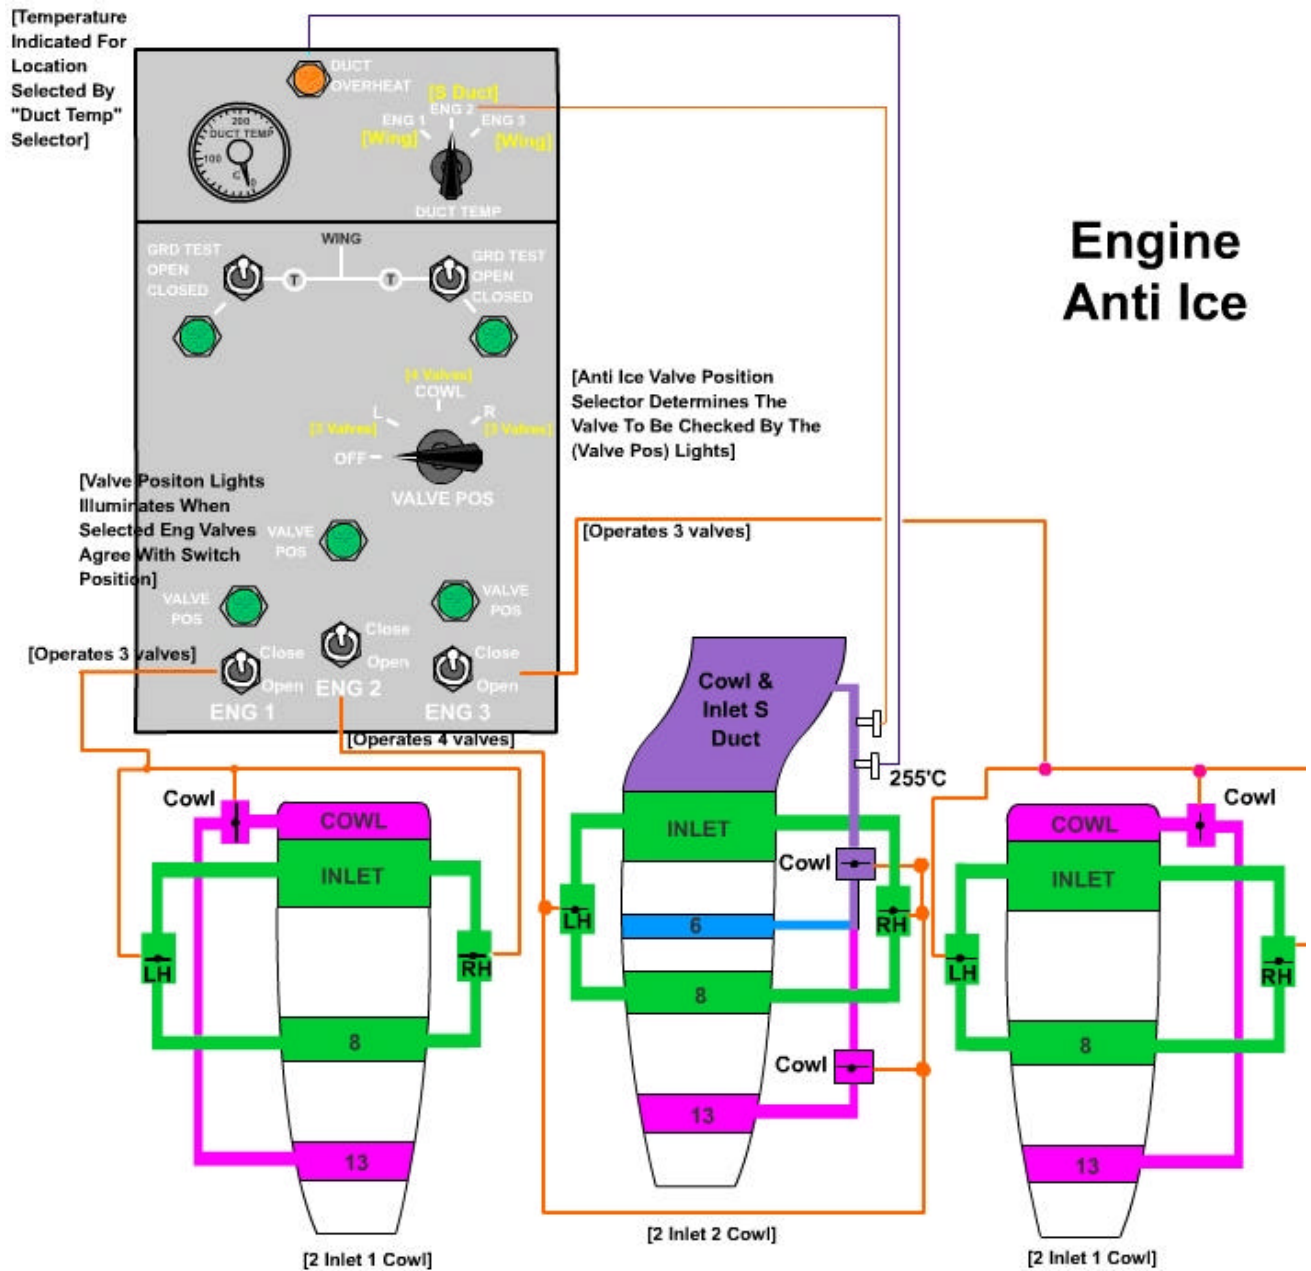 [Temperature
Indicated For
Location
Selected By
"Duct Temp"
Selector]
DUCT
OVERHEAT
[S Duct]
ENG 2
ENG 1
ENG 3
[Wing]
[Wing]
200
DUCT TEMP
100
C
0
DUCT TEMP
Engine
Anti Ice
WING
GRD TEST
OPEN
CLOSED
T
T
GRD TEST
OPEN
CLOSED
[4 Valves]
COWL
L
R
[3 Valves]
[3 Valves]
OFF
VALVE POS
[Anti Ice Valve Position
Selector Determines The
Valve To Be Checked By The
(Valve Pos) Lights]
[Valve Positon Lights
Illuminates When
Selected Eng Valves
Agree With Switch
Position]
VALVE
POS
[Operates 3 valves]
VALVE
POS
VALVE
POS
[Operates 3 valves]
Close
Open
ENG 1
Close
Open
ENG 2
Close
Open
ENG 3
[Operates 4 valves]
Cowl &
Inlet S
Duct
255'C
Cowl
COWL
INLET
LH
RH
8
13
[2 Inlet 1 Cowl]
INLET
Cowl
LH
RH
6
8
Cowl
13
[2 Inlet 2 Cowl]
Cowl
COWL
INLET
LH
RH
8
13
[2 Inlet 1 Cowl]